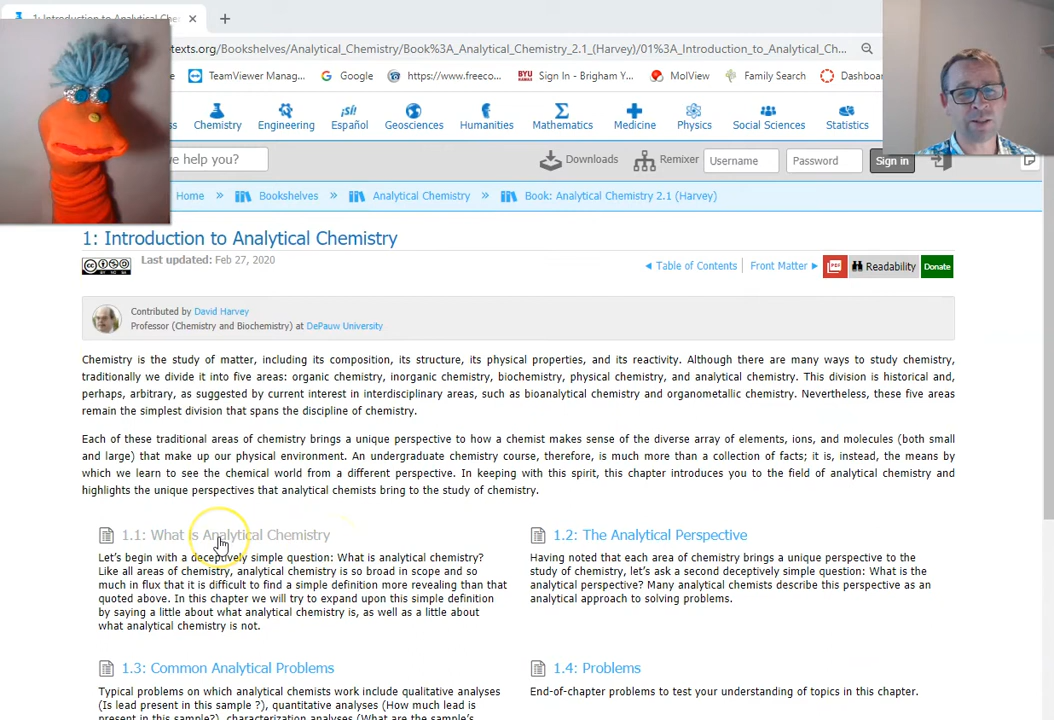 1: Introduction to Analytical Che
texts.org/Bookshelves/Analytical_Chemistry/Book%3A_Analytical_Chemistry_2.1_(Harvey)/01%3A_Introduction_to_Analytical_Ch...
TeamViewer Manag... Google https://www.freeco... BYU Sign In - Brigham Y... MolView Family Search Dashboar
Chemistry Engineering ¡Sí! Español Geosciences Humanities Mathematics Medicine Physics Social Sciences Statistics
we help you? Downloads Remixer Username Password Sign in
Home » Bookshelves » Analytical Chemistry » Book: Analytical Chemistry 2.1 (Harvey)
1: Introduction to Analytical Chemistry
Last updated: Feb 27, 2020
◄ Table of Contents | Front Matter ► PDF Readability Donate
Contributed by David Harvey
Professor (Chemistry and Biochemistry) at DePauw University
Chemistry is the study of matter, including its composition, its structure, its physical properties, and its reactivity. Although there are many ways to study chemistry,
traditionally we divide it into five areas: organic chemistry, inorganic chemistry, biochemistry, physical chemistry, and analytical chemistry. This division is historical and,
perhaps, arbitrary, as suggested by current interest in interdisciplinary areas, such as bioanalytical chemistry and organometallic chemistry. Nevertheless, these five areas
remain the simplest division that spans the discipline of chemistry.
Each of these traditional areas of chemistry brings a unique perspective to how a chemist makes sense of the diverse array of elements, ions, and molecules (both small
and large) that make up our physical environment. An undergraduate chemistry course, therefore, is much more than a collection of facts; it is, instead, the means by
which we learn to see the chemical world from a different perspective. In keeping with this spirit, this chapter introduces you to the field of analytical chemistry and
highlights the unique perspectives that analytical chemists bring to the study of chemistry.
1.1: What is Analytical Chemistry
Let's begin with a deceptively simple question: What is analytical chemistry?
Like all areas of chemistry, analytical chemistry is so broad in scope and so
much in flux that it is difficult to find a simple definition more revealing than that
quoted above. In this chapter we will try to expand upon this simple definition
by saying a little about what analytical chemistry is, as well as a little about
what analytical chemistry is not.
1.2: The Analytical Perspective
Having noted that each area of chemistry brings a unique perspective to the
study of chemistry, let's ask a second deceptively simple question: What is the
analytical perspective? Many analytical chemists describe this perspective as an
analytical approach to solving problems.
1.3: Common Analytical Problems
Typical problems on which analytical chemists work include qualitative analyses
(Is lead present in this sample ?), quantitative analyses (How much lead is
present in this sample?), characterization analyses (What are the sample's
1.4: Problems
End-of-chapter problems to test your understanding of topics in this chapter.